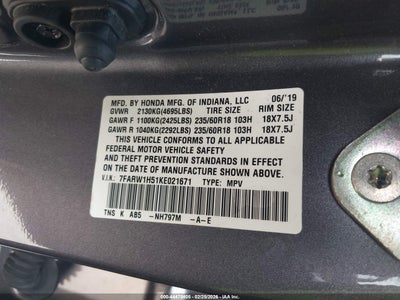 MFD. BY HONDA MFG. OF INDIANA, LLC 06/'19
GVWR 2130KG(4695LBS) TIRE SIZE RIM SIZE
GAWR F 1100KG(2425LBS) 235/60R18 103H 18X7.5J
GAWR R 1040KG(2292LBS) 235/60R18 103H 18X7.5J
THIS VEHICLE CONFORMS TO ALL APPLICABLE
FEDERAL MOTOR VEHICLE SAFETY AND
THEFT PREVENTION STANDARDS IN EFFECT
ON THE DATE OF MANUFACTURE SHOWN ABOVE.
V.I.N.: 7FARW1H51KE021671 TYPE: MPV
TNS K AB5 -NH797M -A-E